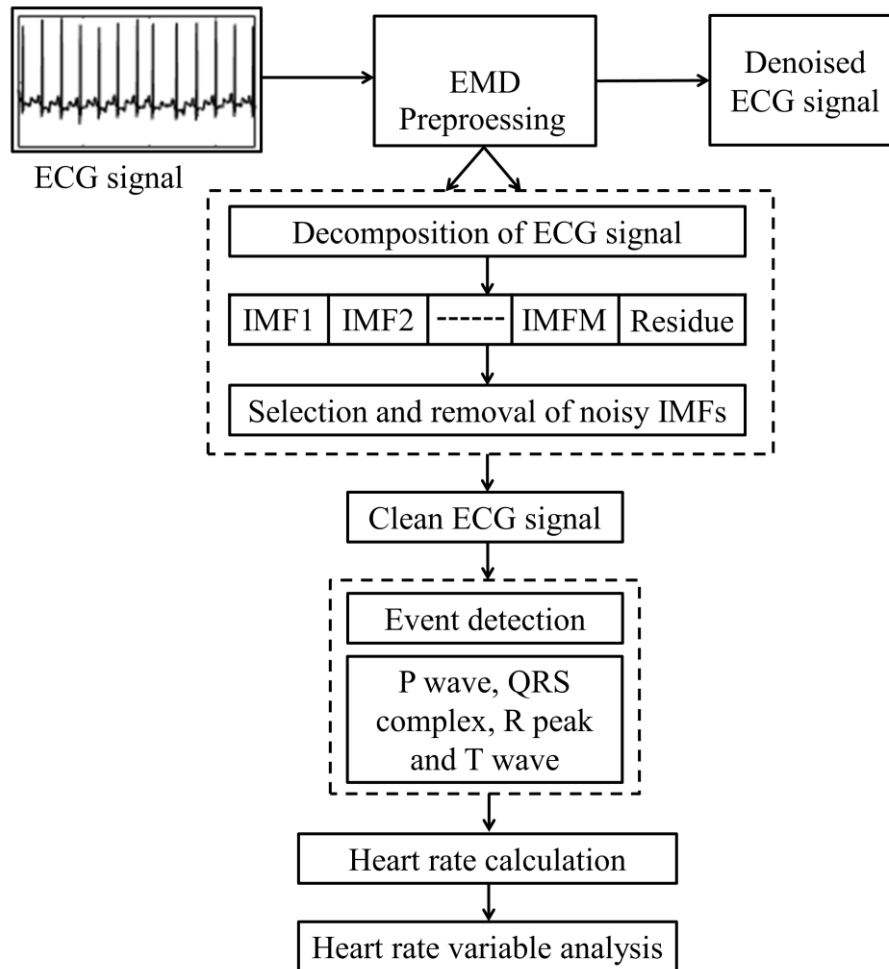 ECG signal
EMD
Preproessing
Denoised
ECG signal
Decomposition of ECG signal
IMF1 IMF2 ------ IMFM Residue
Selection and removal of noisy IMFs
Clean ECG signal
Event detection
P wave, QRS
complex, R peak
and T wave
Heart rate calculation
Heart rate variable analysis